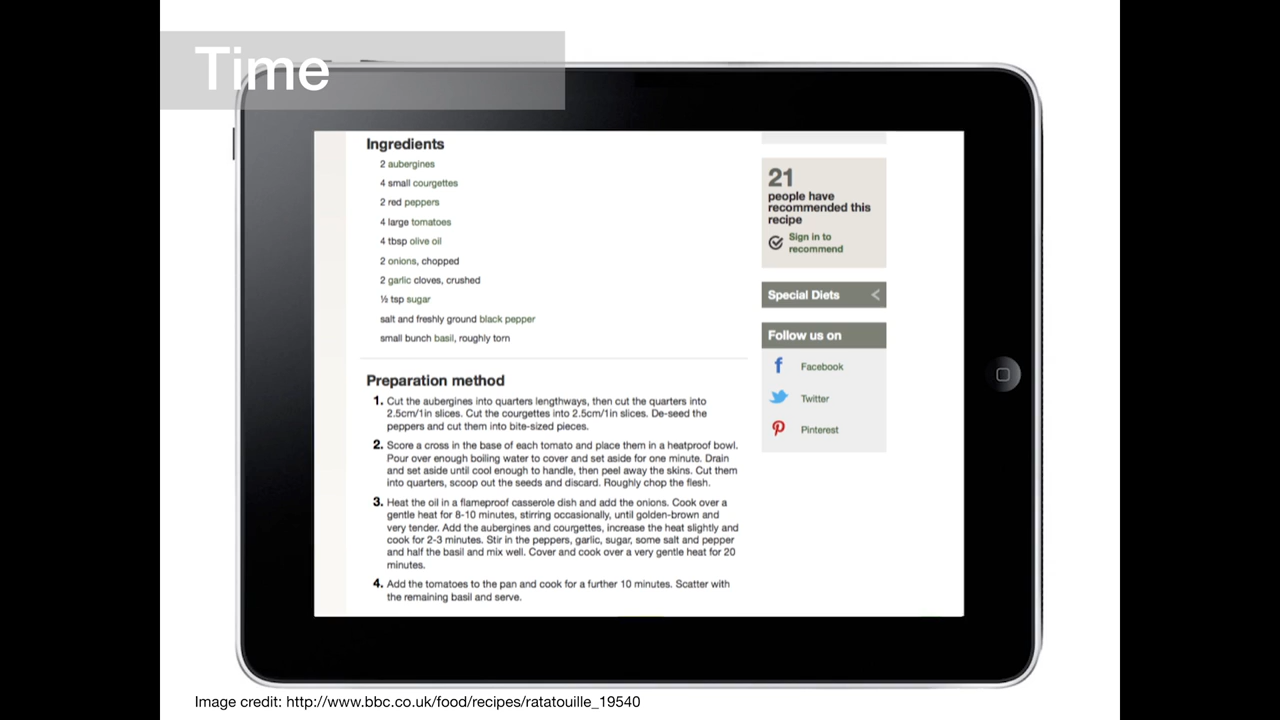 Time
Ingredients
2 aubergines
4 small courgettes
2 red peppers
4 large tomatoes
4 tbsp olive oil
2 onions, chopped
2 garlic cloves, crushed
½ tsp sugar
salt and freshly ground black pepper
small bunch basil, roughly torn
Preparation method
1. Cut the aubergines into quarters lengthways, then cut the quarters into
2.5cm/1in slices. Cut the courgettes into 2.5cm/1in slices. De-seed the
peppers and cut them into bite-sized pieces.
2. Score a cross in the base of each tomato and place them in a heatproof bowl.
Pour over enough boiling water to cover and set aside for one minute. Drain
and set aside until cool enough to handle, then peel away the skins. Cut them
into quarters, scoop out the seeds and discard. Roughly chop the flesh.
3. Heat the oil in a flameproof casserole dish and add the onions. Cook over a
gentle heat for 8-10 minutes, stirring occasionally, until golden-brown and
very tender. Add the aubergines and courgettes, increase the heat slightly and
cook for 2-3 minutes. Stir in the peppers, garlic, sugar, some salt and pepper
and half the basil and mix well. Cover and cook over a very gentle heat for 20
minutes.
4. Add the tomatoes to the pan and cook for a further 10 minutes. Scatter with
the remaining basil and serve.
21
people have
recommended this
recipe
Sign in to
recommend
Special Diets
Follow us on
Facebook
Twitter
Pinterest
Image credit: http://www.bbc.co.uk/food/recipes/ratatouille_19540